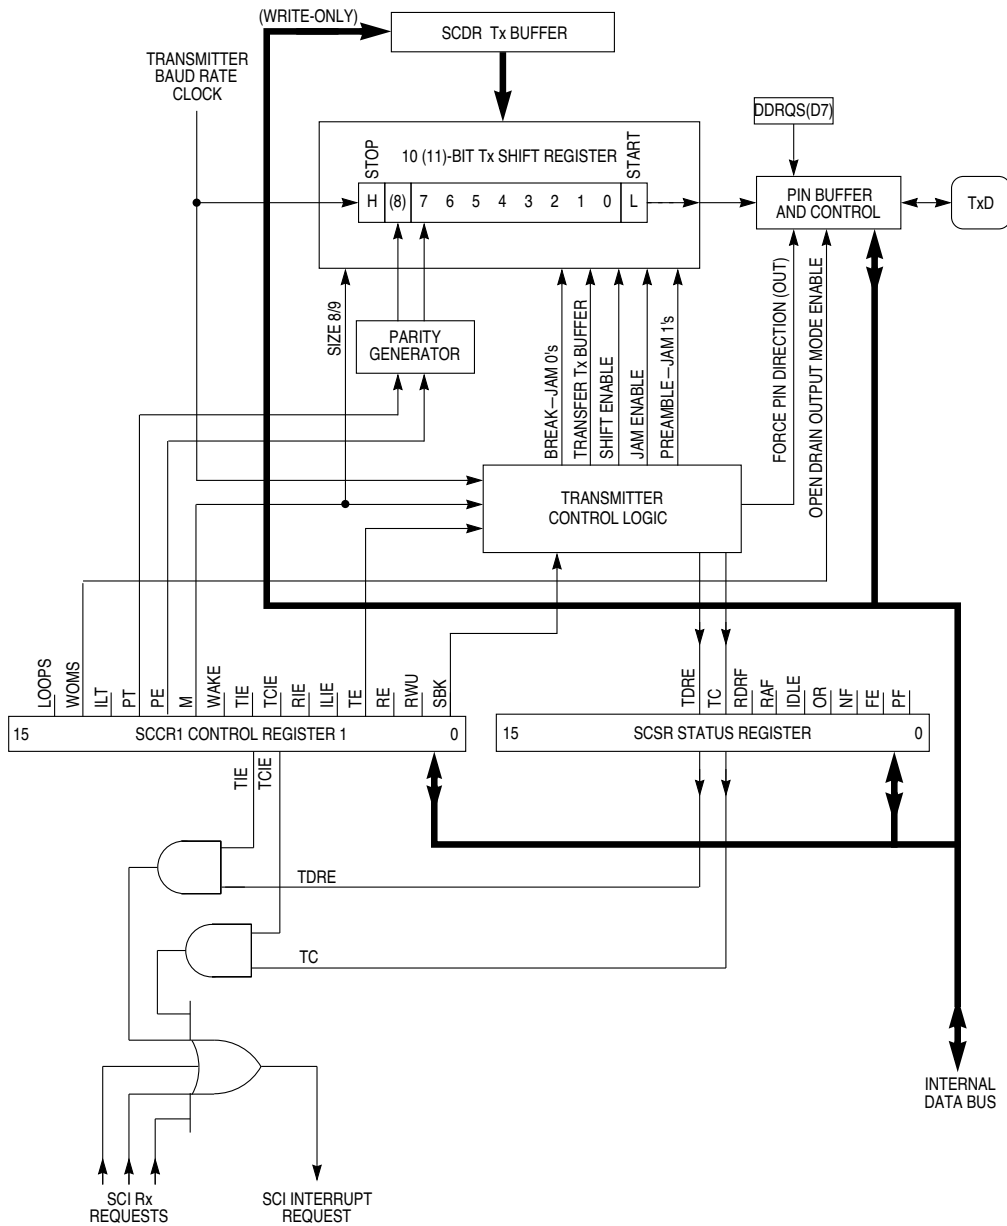 (WRITE-ONLY)
SCDR Tx BUFFER
TRANSMITTER
BAUD RATE
CLOCK
DDRQS(D7)
10 (11)-BIT Tx SHIFT REGISTER
STOP
START
H (8) 7 6 5 4 3 2 1 0 L
PIN BUFFER
AND CONTROL
TxD
SIZE 8/9
PARITY
GENERATOR
BREAK—JAM 0's
TRANSFER Tx BUFFER
SHIFT ENABLE
JAM ENABLE
PREAMBLE—JAM 1's
FORCE PIN DIRECTION (OUT)
OPEN DRAIN OUTPUT MODE ENABLE
TRANSMITTER
CONTROL LOGIC
LOOPS
WOMS
ILT
PT
PE
M
WAKE
TIE
TCIE
RIE
ILIE
TE
RE
RWU
SBK
TDRE
TC
RDRF
RAF
IDLE
OR
NF
FE
PF
15 SCCR1 CONTROL REGISTER 1 0
15 SCSR STATUS REGISTER 0
TIE
TCIE
TDRE
TC
INTERNAL
DATA BUS
SCI Rx
REQUESTS
SCI INTERRUPT
REQUEST